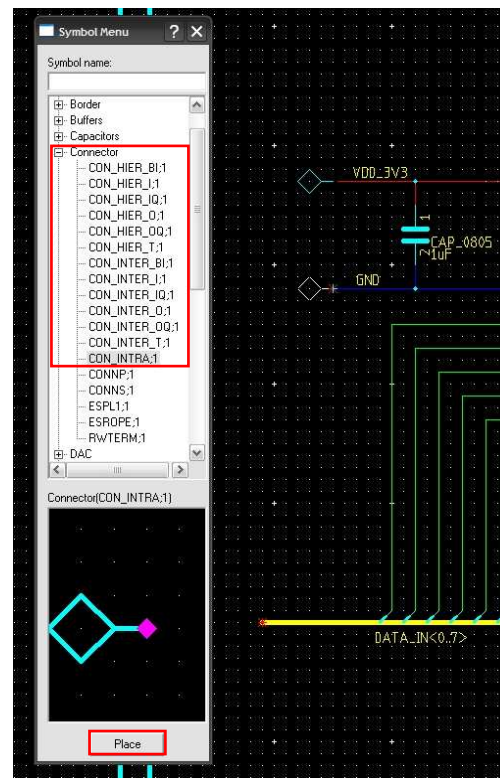 Symbol Menu
Symbol name:
Border
Buffers
Capacitors
Connector
CON_HIER_BI;1
CON_HIER_I;1
CON_HIER_IQ;1
CON_HIER_O;1
CON_HIER_OQ;1
CON_HIER_T;1
CON_INTER_BI;1
CON_INTER_I;1
CON_INTER_IQ;1
CON_INTER_O;1
CON_INTER_OQ;1
CON_INTER_T;1
CON_INTRA;1
CONNP;1
CONNS;1
ESPL1;1
ESROPE;1
RWTERM;1
DAC
Connector(CON_INTRA;1)
Place
VDD_3V3
1
CAP_0805
2
1uF
GND
DATA_IN<0..7>